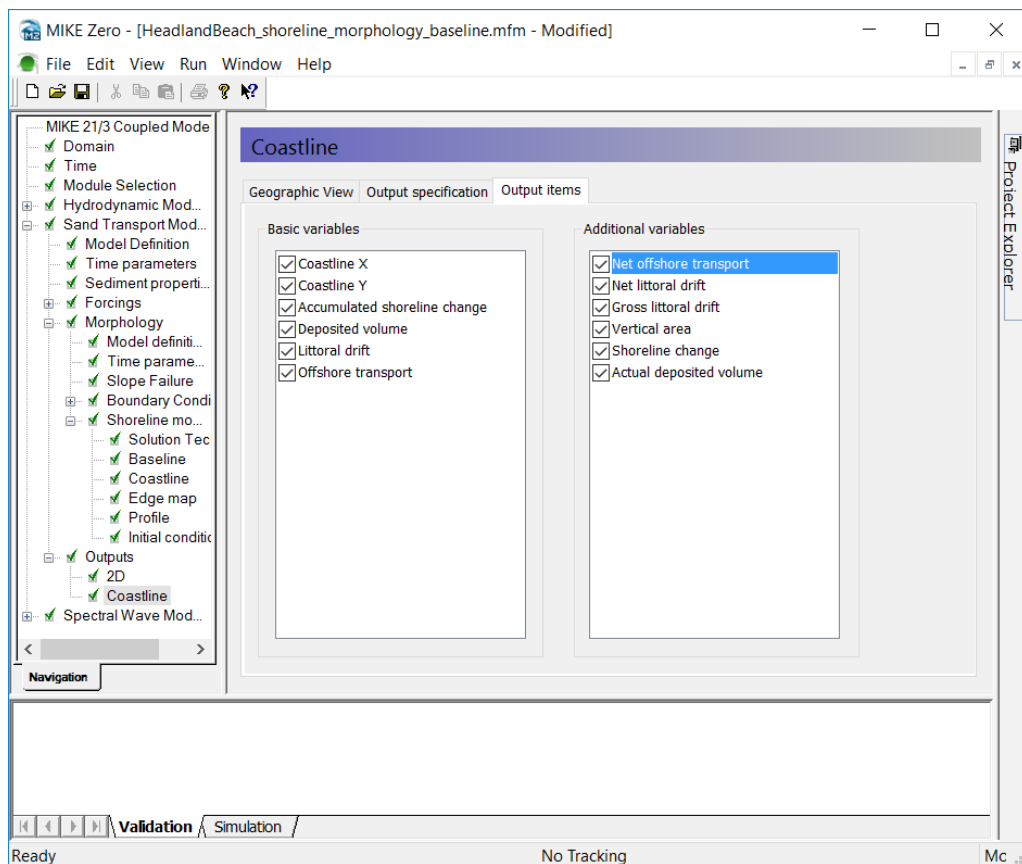 MIKE Zero - [HeadlandBeach_shoreline_morphology_baseline.mfm - Modified]
File Edit View Run Window Help
MIKE 21/3 Coupled Mode
Domain
Time
Module Selection
Hydrodynamic Mod...
Sand Transport Mod...
Model Definition
Time parameters
Sediment properti...
Forcings
Morphology
Model definiti...
Time parame...
Slope Failure
Boundary Condi
Shoreline mo...
Solution Tec
Baseline
Coastline
Edge map
Profile
Initial conditic
Outputs
2D
Coastline
Spectral Wave Mod...
Navigation
Coastline
Geographic View Output specification Output items
Basic variables
Coastline X
Coastline Y
Accumulated shoreline change
Deposited volume
Littoral drift
Offshore transport
Additional variables
Net offshore transport
Net littoral drift
Gross littoral drift
Vertical area
Shoreline change
Actual deposited volume
Project Explorer
Validation Simulation
Ready No Tracking Mc